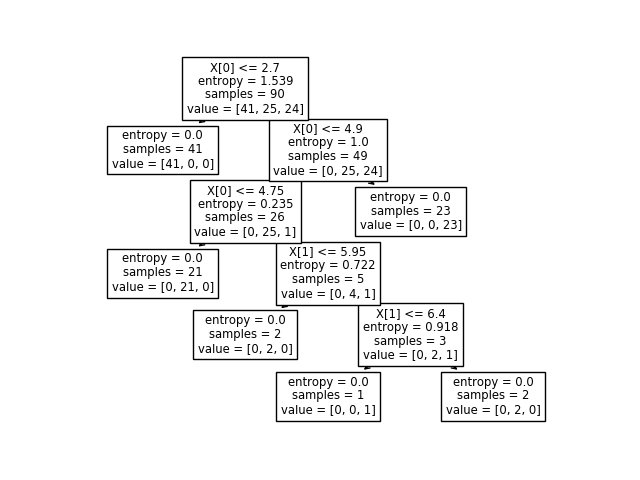 X[0] <= 2.7
entropy = 1.539
samples = 90
value = [41, 25, 24]
entropy = 0.0
samples = 41
value = [41, 0, 0]
X[0] <= 4.9
entropy = 1.0
samples = 49
value = [0, 25, 24]
X[0] <= 4.75
entropy = 0.235
samples = 26
value = [0, 25, 1]
entropy = 0.0
samples = 23
value = [0, 0, 23]
entropy = 0.0
samples = 21
value = [0, 21, 0]
X[1] <= 5.95
entropy = 0.722
samples = 5
value = [0, 4, 1]
entropy = 0.0
samples = 2
value = [0, 2, 0]
X[1] <= 6.4
entropy = 0.918
samples = 3
value = [0, 2, 1]
entropy = 0.0
samples = 1
value = [0, 0, 1]
entropy = 0.0
samples = 2
value = [0, 2, 0]